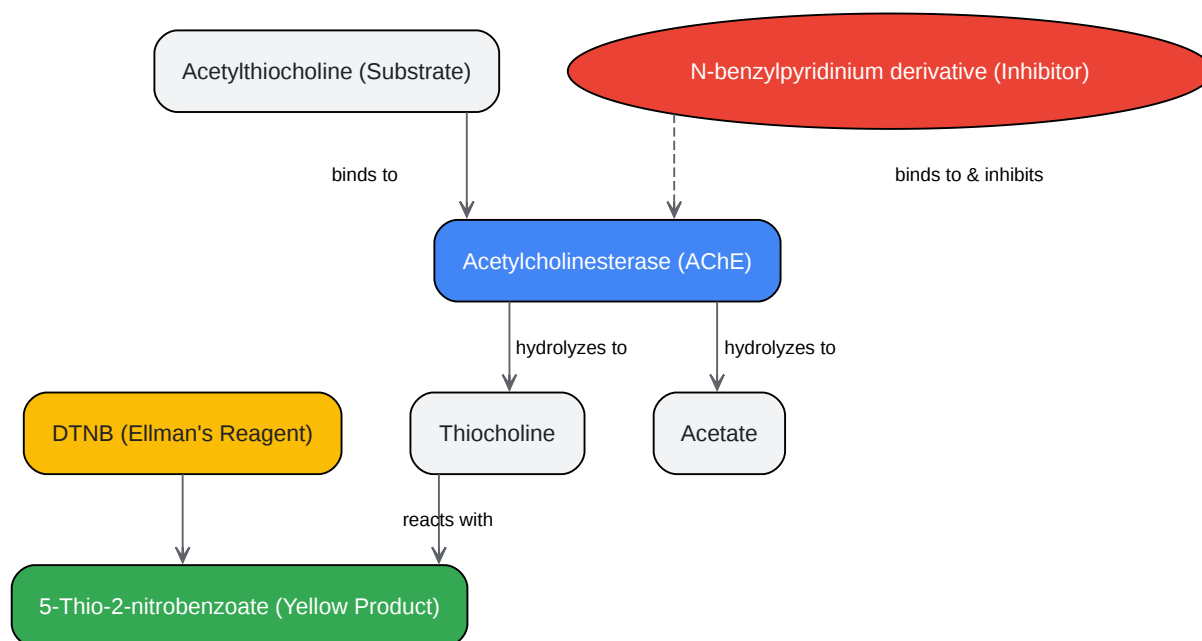 Acetylthiocholine (Substrate)
N-benzylpyridinium derivative (Inhibitor)
binds to
binds to & inhibits
Acetylcholinesterase (AChE)
hydrolyzes to
hydrolyzes to
DTNB (Ellman's Reagent)
Thiocholine
Acetate
reacts with
5-Thio-2-nitrobenzoate (Yellow Product)